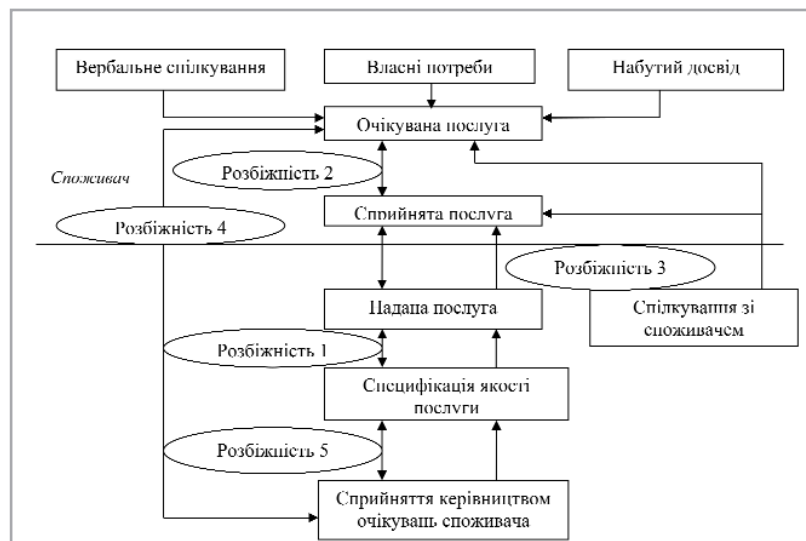 Вербальне спілкування
Власні потреби
Набутий досвід
Очікувана послуга
Розбіжність 2
Споживач
Сприйнята послуга
Розбіжність 4
Розбіжність 3
Надана послуга
Спілкування зі
споживачем
Розбіжність 1
Специфікація якості
послуги
Розбіжність 5
Сприйняття керівництвом
очікувань споживача